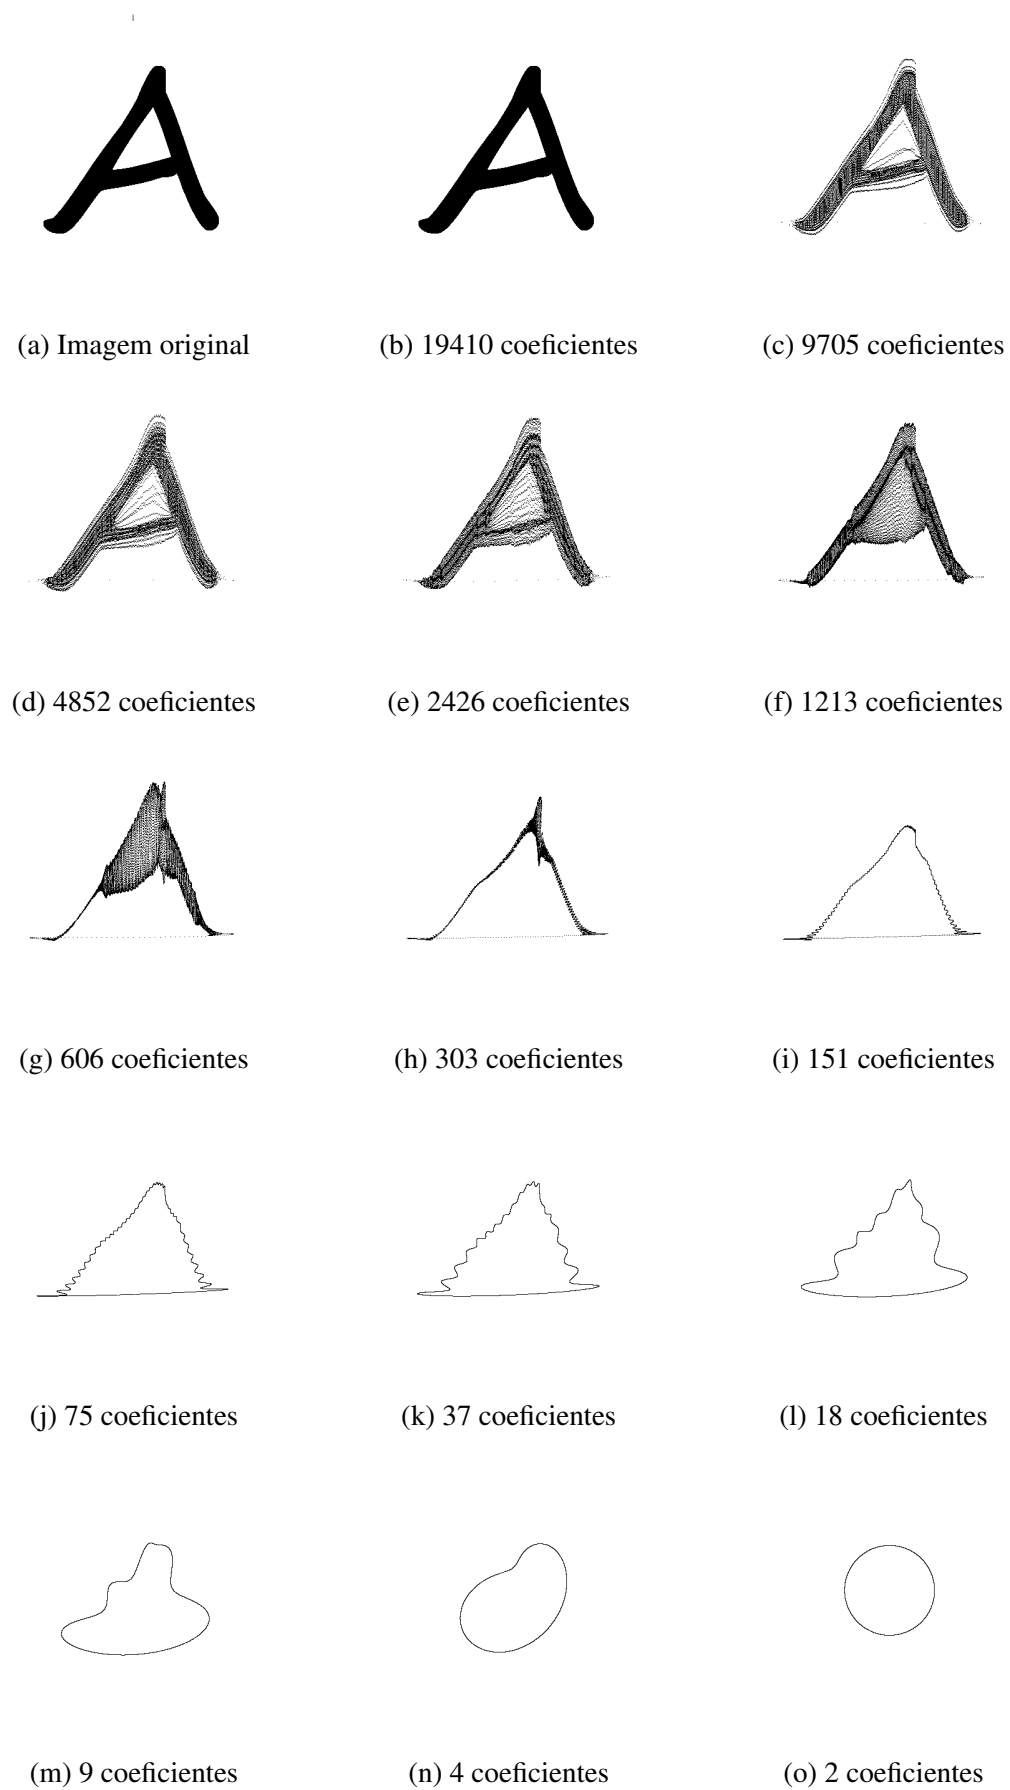 A
A
A
(a) Imagem original
(b) 19410 coeficientes
(c) 9705 coeficientes
A
A
(d) 4852 coeficientes
(e) 2426 coeficientes
(f) 1213 coeficientes
(g) 606 coeficientes
(h) 303 coeficientes
(i) 151 coeficientes
(j) 75 coeficientes
(k) 37 coeficientes
(l) 18 coeficientes
(m) 9 coeficientes
(n) 4 coeficientes
(o) 2 coeficientes